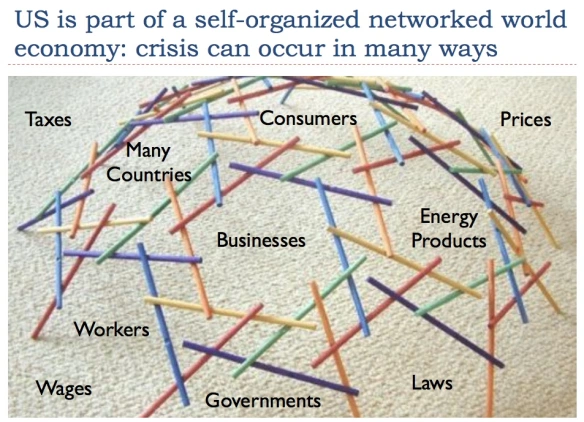 US is part of a self-organized networked world
economy: crisis can occur in many ways
Taxes
Consumers
Prices
Many
Countries
Energy
Products
Businesses
Workers
Wages
Governments
Laws